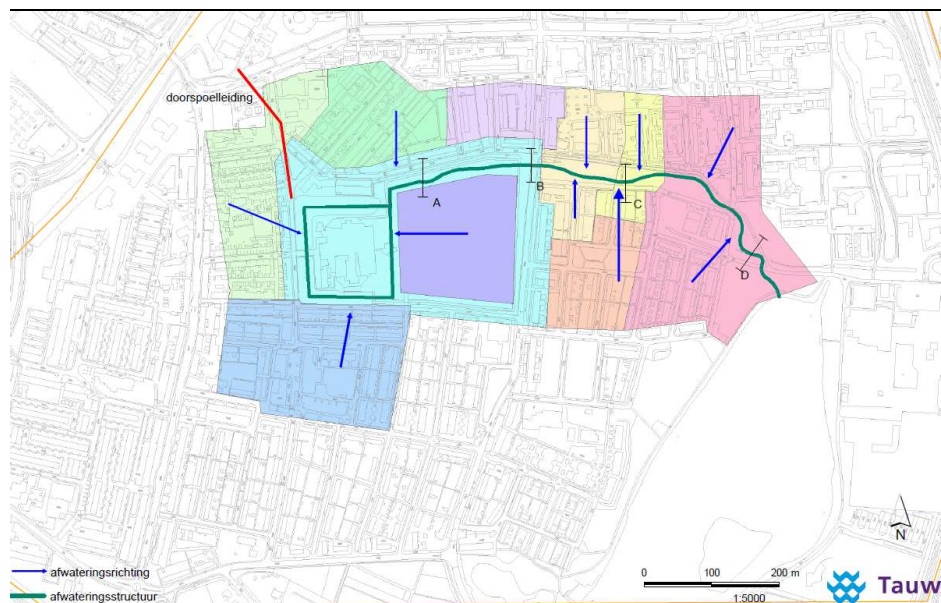 doorspoelleiding
A
B
C
D
N
afwateringsrichting
afwateringsstructuur
0 100 200 m
1:5000
Tauw